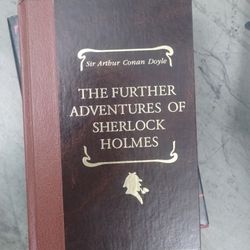 Sir Arthur Conan Doyle
THE FURTHER
ADVENTURES OF
SHERLOCK
HOLMES